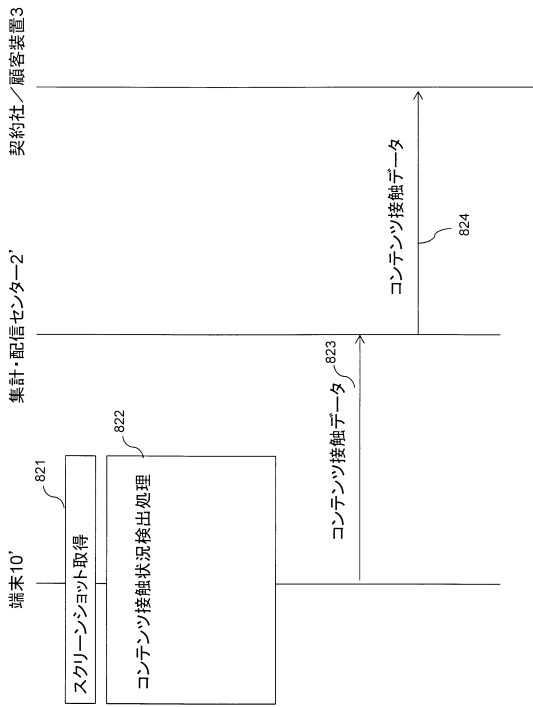 端末10’
集計・配信センター2’
契約社／顧客装置3
821
スクリーンショット取得
822
コンテンツ接触状況検出処理
コンテンツ接触データ
823
コンテンツ接触データ
824